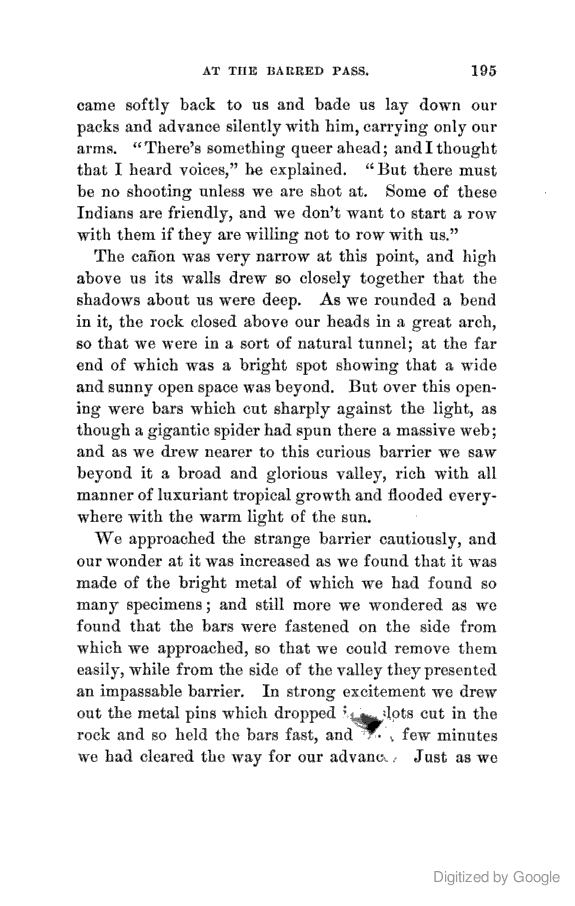 AT THE BARRED PASS. 195
came softly back to us and bade us lay down our
packs and advance silently with him, carrying only our
arms. "There's something queer ahead; and I thought
that I heard voices," he explained. "But there must
be no shooting unless we are shot at. Some of these
Indians are friendly, and we don't want to start a row
with them if they are willing not to row with us."
The cañon was very narrow at this point, and high
above us its walls drew so closely together that the
shadows about us were deep. As we rounded a bend
in it, the rock closed above our heads in a great arch,
so that we were in a sort of natural tunnel; at the far
end of which was a bright spot showing that a wide
and sunny open space was beyond. But over this open-
ing were bars which cut sharply against the light, as
though a gigantic spider had spun there a massive web;
and as we drew nearer to this curious barrier we saw
beyond it a broad and glorious valley, rich with all
manner of luxuriant tropical growth and flooded every-
where with the warm light of the sun.
We approached the strange barrier cautiously, and
our wonder at it was increased as we found that it was
made of the bright metal of which we had found so
many specimens; and still more we wondered as we
found that the bars were fastened on the side from
which we approached, so that we could remove them
easily, while from the side of the valley they presented
an impassable barrier. In strong excitement we drew
out the metal pins which dropped slots cut in the
rock and so held the bars fast, and few minutes
we had cleared the way for our advance. Just as we
Digitized by Google